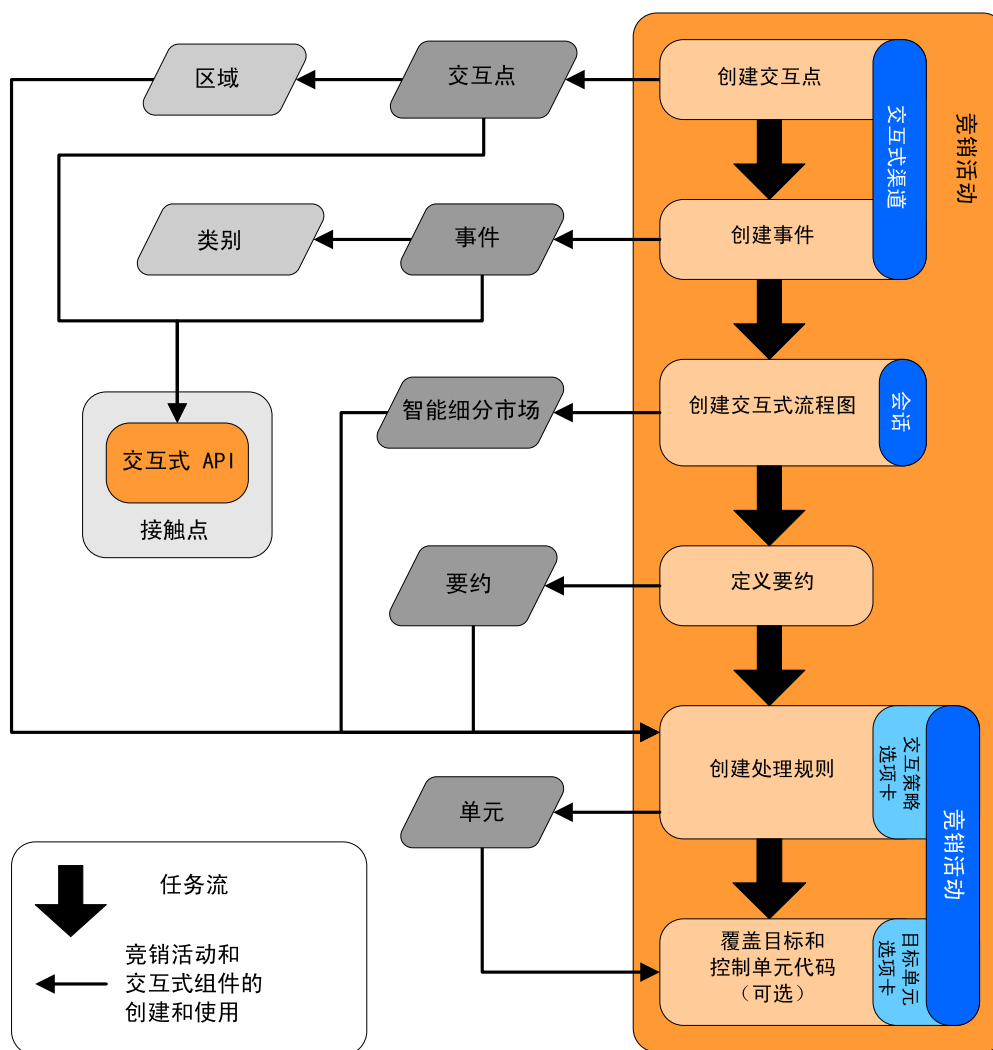 区域
交互点
创建交互点
交互式渠道
竞销活动
类别
事件
创建事件
智能细分市场
创建交互式流程图
会话
交互式 API
接触点
要约
定义要约
创建处理规则
交互策略
选项卡
竞销活动
单元
覆盖目标和
控制单元代码
（可选）
目标单元
选项卡
任务流
竞销活动和
交互式组件的
创建和使用